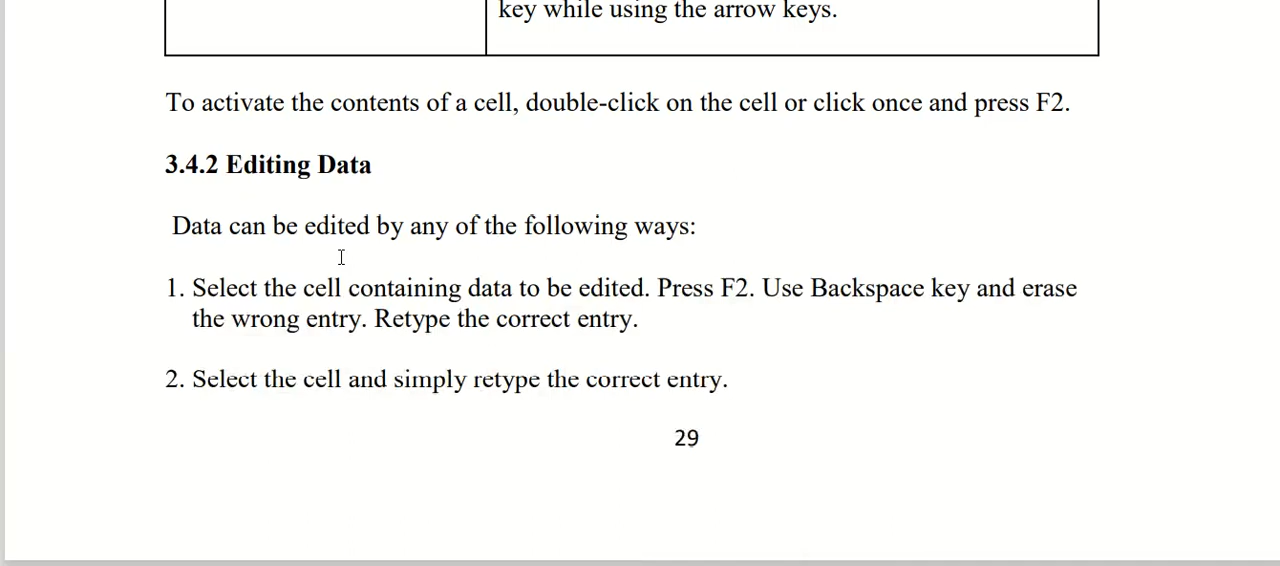 key while using the arrow keys.
To activate the contents of a cell, double-click on the cell or click once and press F2.
3.4.2 Editing Data
Data can be edited by any of the following ways:
1. Select the cell containing data to be edited. Press F2. Use Backspace key and erase
the wrong entry. Retype the correct entry.
2. Select the cell and simply retype the correct entry.
29